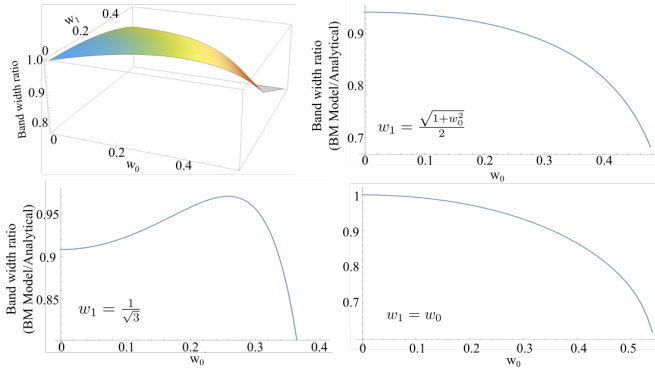 w₁
0.4
0.2
0
1.0
0.9
0.8
Band width ratio
0
0.2
0.4
w₀
Band width ratio
(BM Model/Analytical)
0.9
0.8
0.7
w₁ = √(1+w₀²)/2
0
0.1
0.2
0.3
0.4
w₀
Band width ratio
(BM Model/Analytical)
0.95
0.9
0.85
w₁ = 1/√3
0
0.1
0.2
0.3
0.4
w₀
1
0.9
0.8
0.7
w₁ = w₀
0
0.1
0.2
0.3
0.4
0.5
w₀